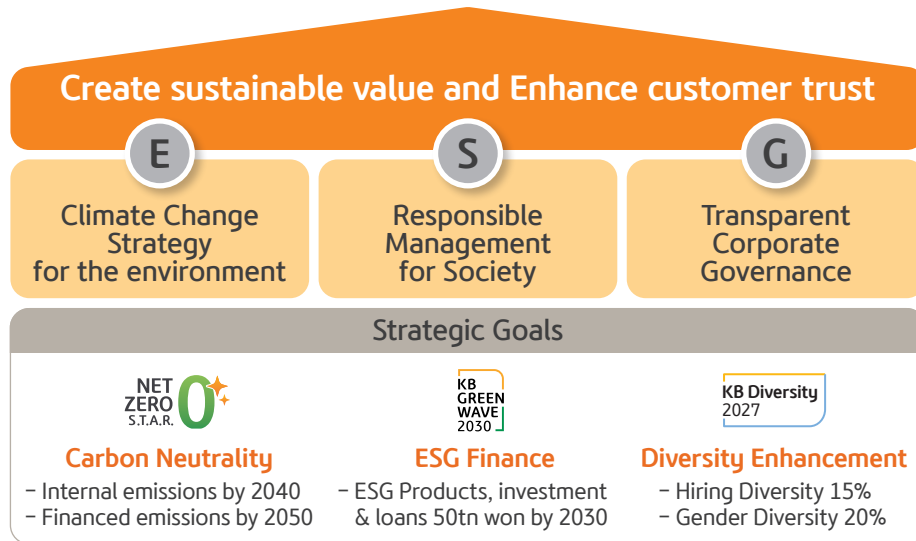 Create sustainable value and Enhance customer trust
E
Climate Change
Strategy
for the environment
S
Responsible
Management
for Society
G
Transparent
Corporate
Governance
Strategic Goals
NET
ZERO
S.T.A.R.
0
Carbon Neutrality
– Internal emissions by 2040
– Financed emissions by 2050
KB
GREEN
WAVE
2030
ESG Finance
– ESG Products, investment
& loans 50tn won by 2030
KB Diversity
2027
Diversity Enhancement
– Hiring Diversity 15%
– Gender Diversity 20%